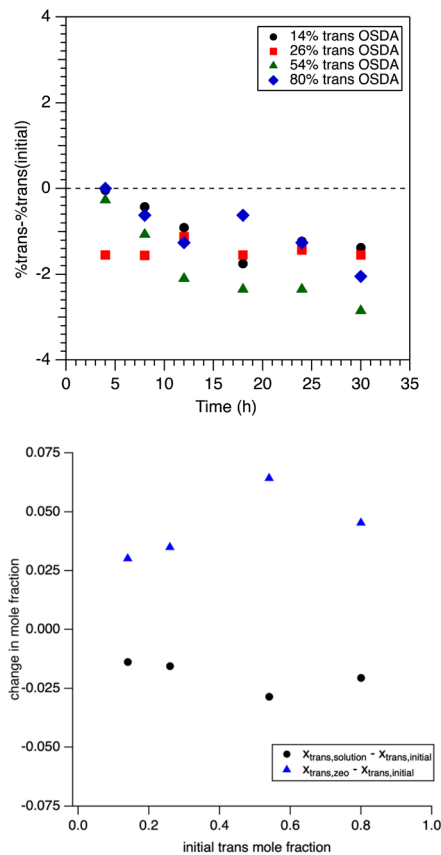 4
2
0
-2
-4
%trans-%trans(initial)
14% trans OSDA
26% trans OSDA
54% trans OSDA
80% trans OSDA
0 5 10 15 20 25 30 35
Time (h)
0.075
0.050
0.025
0.000
-0.025
-0.050
-0.075
change in mole fraction
xtrans,solution - xtrans,initial
xtrans,zeo - xtrans,initial
0.0 0.2 0.4 0.6 0.8 1.0
initial trans mole fraction